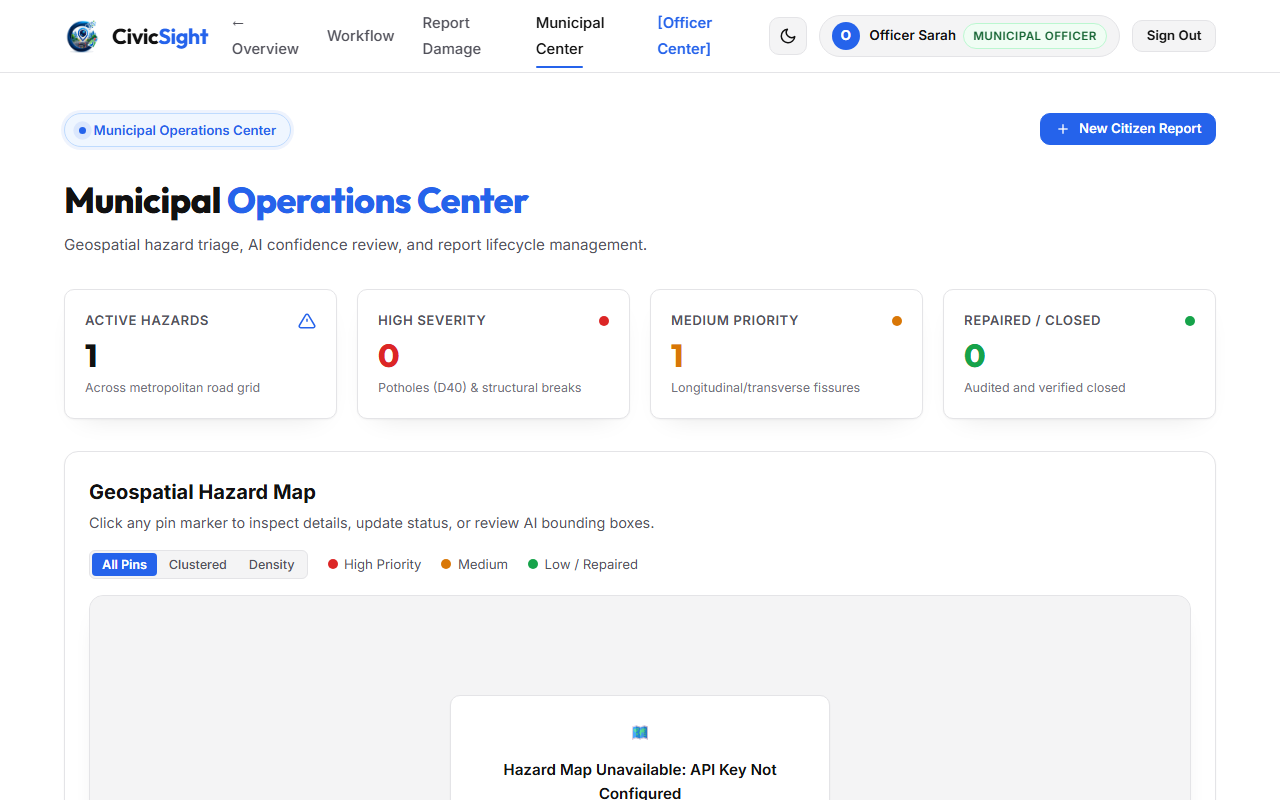 CivicSight
← Overview
Workflow
Report Damage
Municipal Center
[Officer Center]
O
Officer Sarah
MUNICIPAL OFFICER
Sign Out
Municipal Operations Center
+ New Citizen Report
Municipal Operations Center
Geospatial hazard triage, AI confidence review, and report lifecycle management.
ACTIVE HAZARDS
1
Across metropolitan road grid
HIGH SEVERITY
0
Potholes (D40) & structural breaks
MEDIUM PRIORITY
1
Longitudinal/transverse fissures
REPAIRED / CLOSED
0
Audited and verified closed
Geospatial Hazard Map
Click any pin marker to inspect details, update status, or review AI bounding boxes.
All Pins
Clustered
Density
High Priority
Medium
Low / Repaired
Hazard Map Unavailable: API Key Not
Configured